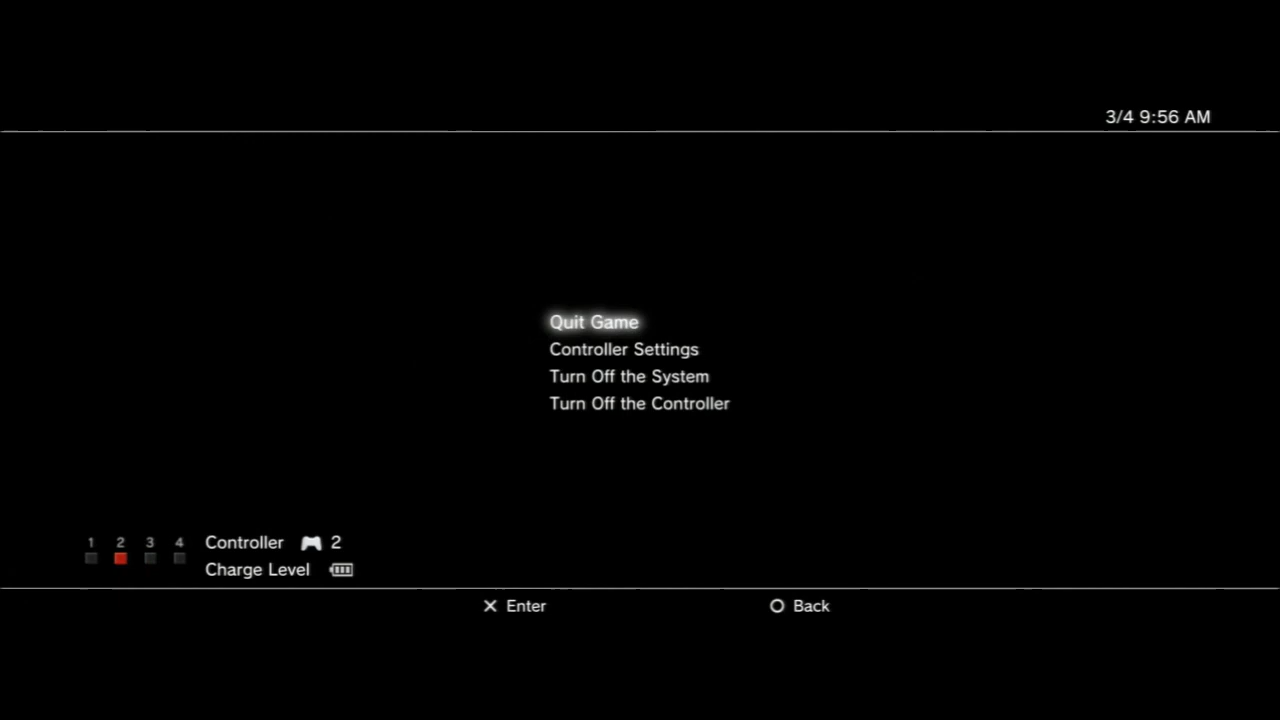 3/4 9:56 AM
Quit Game
Controller Settings
Turn Off the System
Turn Off the Controller
1 2 3 4
Controller 2
Charge Level
Enter
Back